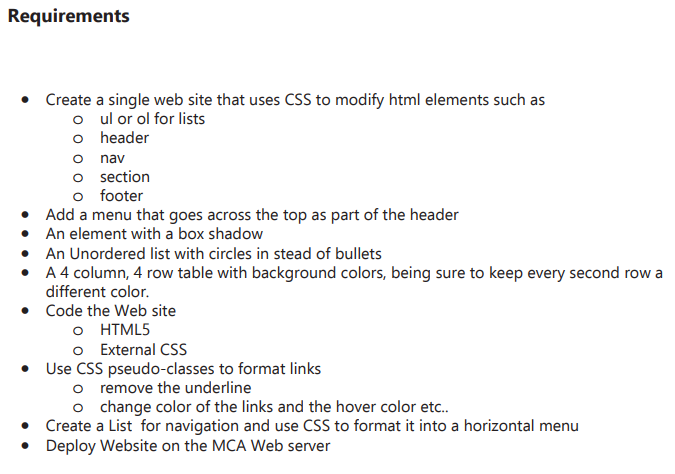 Requirements
• Create a single web site that uses CSS to modify html elements such as
o ul or ol for lists
o header
o nav
o section
o footer
• Add a menu that goes across the top as part of the header
• An element with a box shadow
• An Unordered list with circles in stead of bullets
• A 4 column, 4 row table with background colors, being sure to keep every second row a
different color.
• Code the Web site
o HTML5
o External CSS
• Use CSS pseudo-classes to format links
o remove the underline
o change color of the links and the hover color etc..
• Create a List for navigation and use CSS to format it into a horizontal menu
• Deploy Website on the MCA Web server